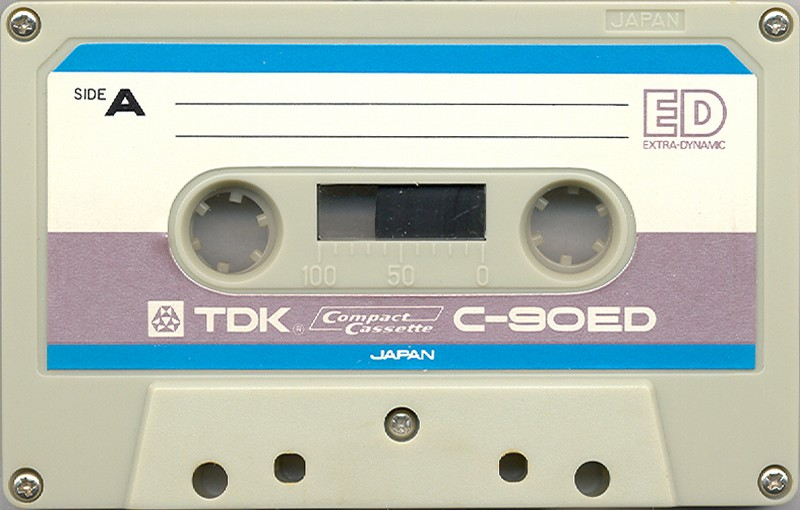 JAPAN
SIDE A
ED
EXTRA-DYNAMIC
100 50 0
TDK® Compact Cassette C-90ED
JAPAN